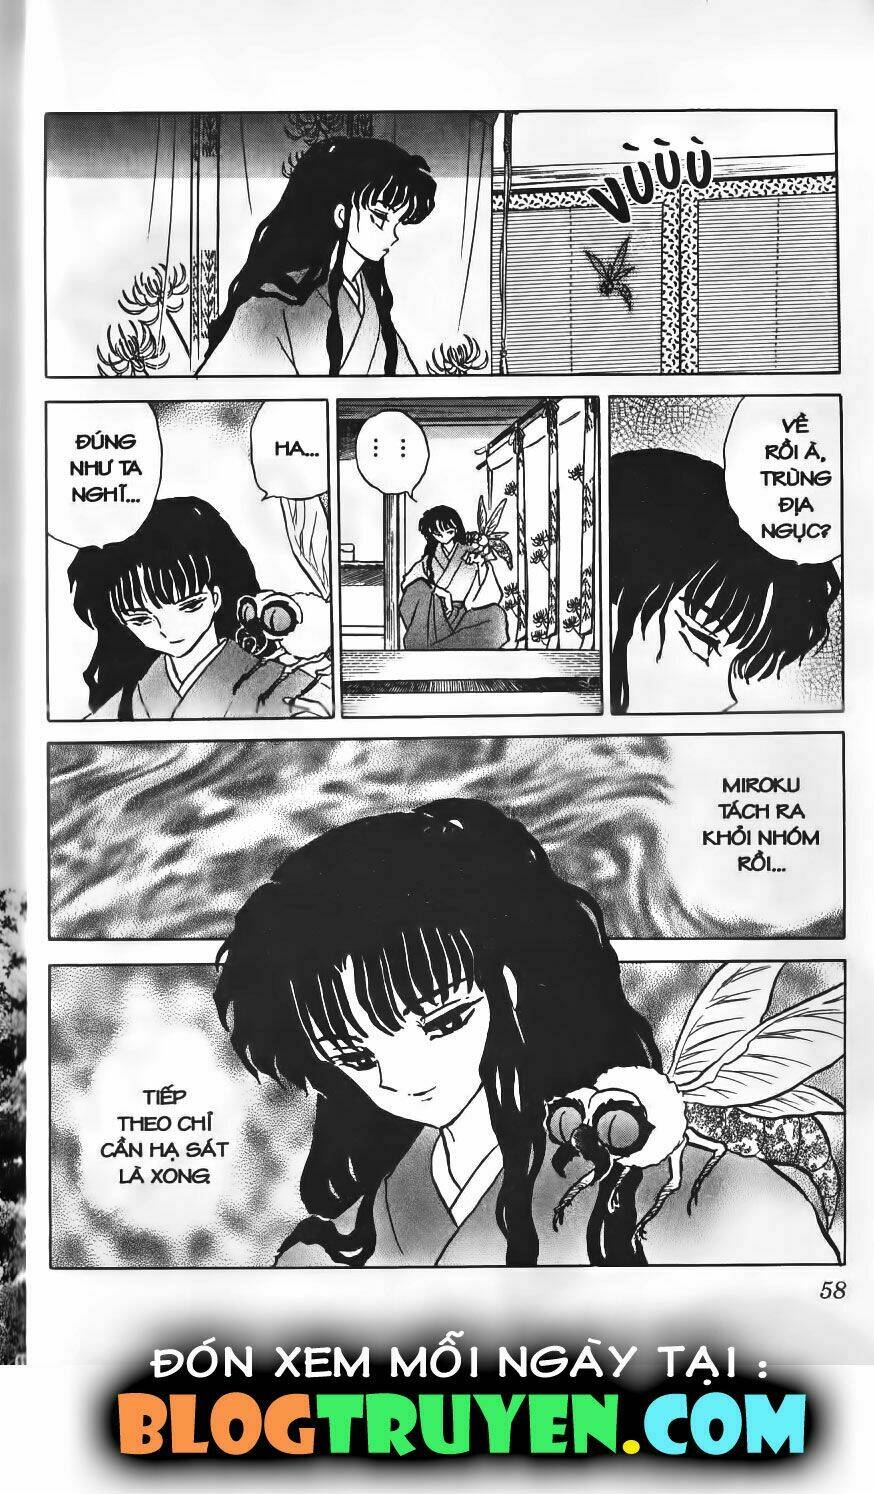 VÙÙÙ
VỀ
RỒI À,
TRÙNG
ĐỊA
NGỤC?
...
...
HA...
ĐÚNG
NHƯ TA
NGHĨ...
MIROKU
TÁCH RA
KHỎI NHÓM
RỒI...
TIẾP
THEO CHỈ
CẦN HẠ SÁT
LÀ XONG.
58
ĐÓN XEM MỖI NGÀY TẠI :
BLOGTRUYEN.COM